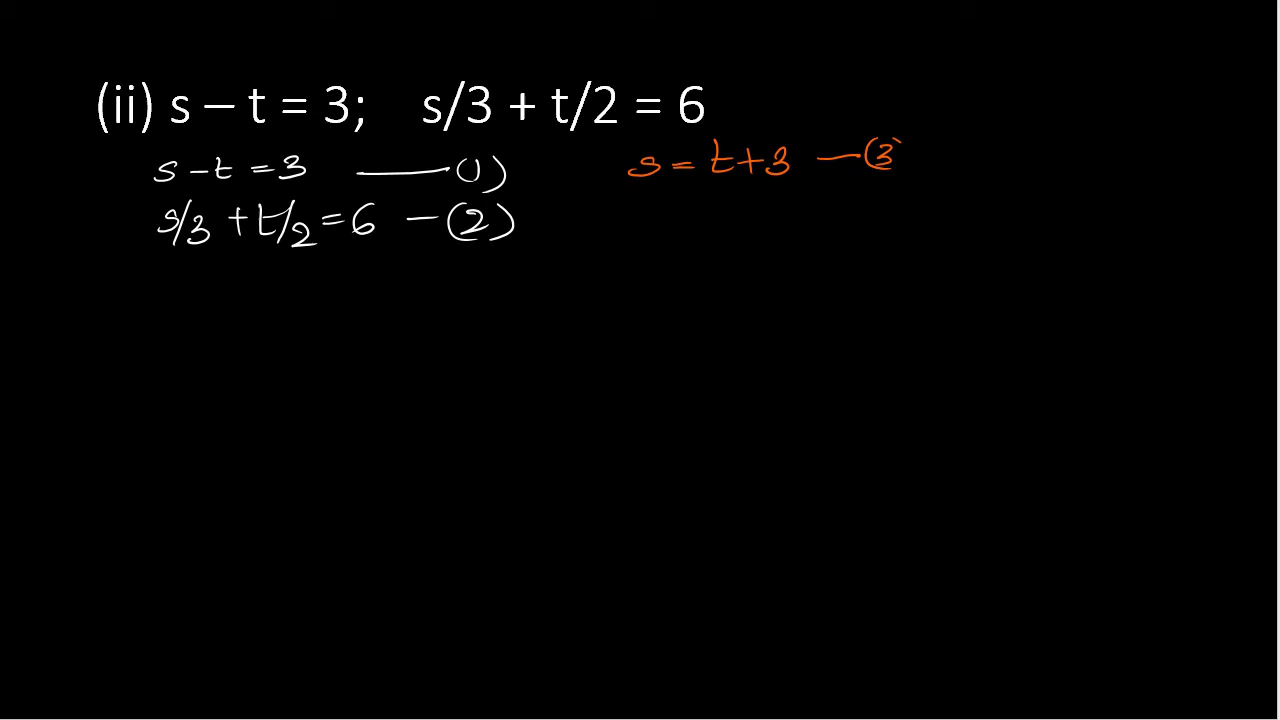 (ii) s – t = 3; s/3 + t/2 = 6
s - t = 3 —— (1)
s/3 + t/2 = 6 — (2)
s = t + 3 — (3